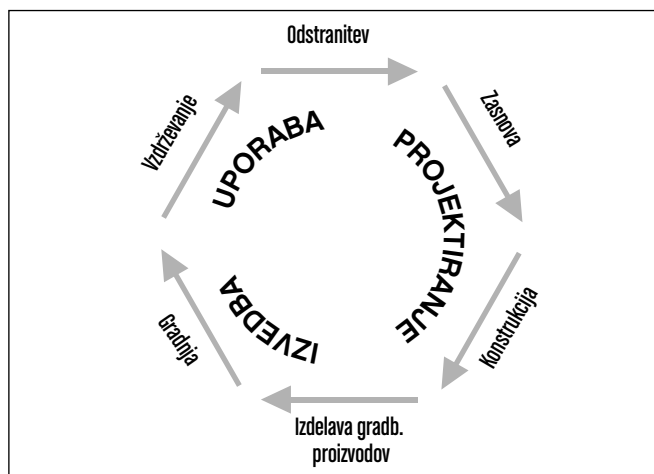 Odstranitev
Zasnova
Konstrukcija
Izdelava gradb.
proizvodov
Gradnja
Vzdrževanje
UPORABA
PROJEKTIRANJE
IZVEDBA